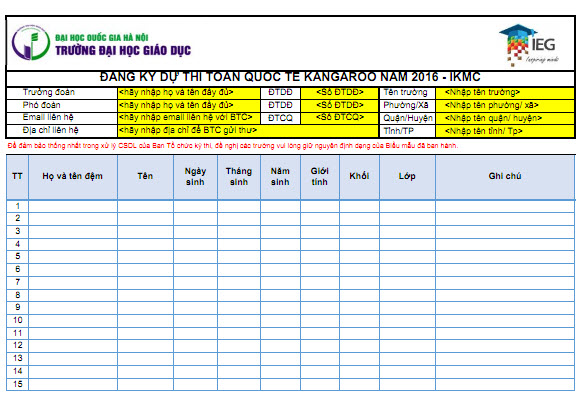 ĐẠI HỌC QUỐC GIA HÀ NỘI
TRƯỜNG ĐẠI HỌC GIÁO DỤC
IEG
Inspiring minds
ĐĂNG KÝ DỰ THI TOÁN QUỐC TẾ KANGAROO NĂM 2016 - IKMC
Trưởng đoàn <hãy nhập họ và tên đầy đủ> ĐTDĐ <Số ĐTDĐ> Tên trường <Nhập tên trường>
Phó đoàn <hãy nhập họ và tên đầy đủ> ĐTDĐ <Số ĐTDĐ> Phường/Xã <Nhập tên phường/ xã>
Email liên hệ <hãy nhập email liên hệ với BTC> ĐTCQ <Số ĐTCQ> Quận/Huyện <Nhập tên quận/ huyện>
Địa chỉ liên hệ <hãy nhập địa chỉ để BTC gửi thư> Tỉnh/TP <Nhập tên tỉnh/ Tp>
Để đảm bảo thống nhất trong xử lý CSDL của Ban Tổ chức kỳ thi, đề nghị các trường vui lòng giữ nguyên định dạng của Biểu mẫu đã ban hành.
TT Họ và tên đệm Tên Ngày sinh Tháng sinh Năm sinh Giới tính Khối Lớp Ghi chú
1
2
3
4
5
6
7
8
9
10
11
12
13
14
15